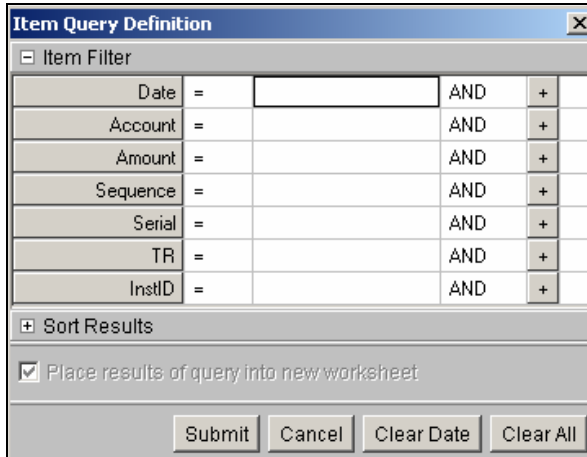 Item Query Definition
Item Filter
Date = AND +
Account = AND +
Amount = AND +
Sequence = AND +
Serial = AND +
TR = AND +
InstID = AND +
Sort Results
Place results of query into new worksheet
Submit Cancel Clear Date Clear All